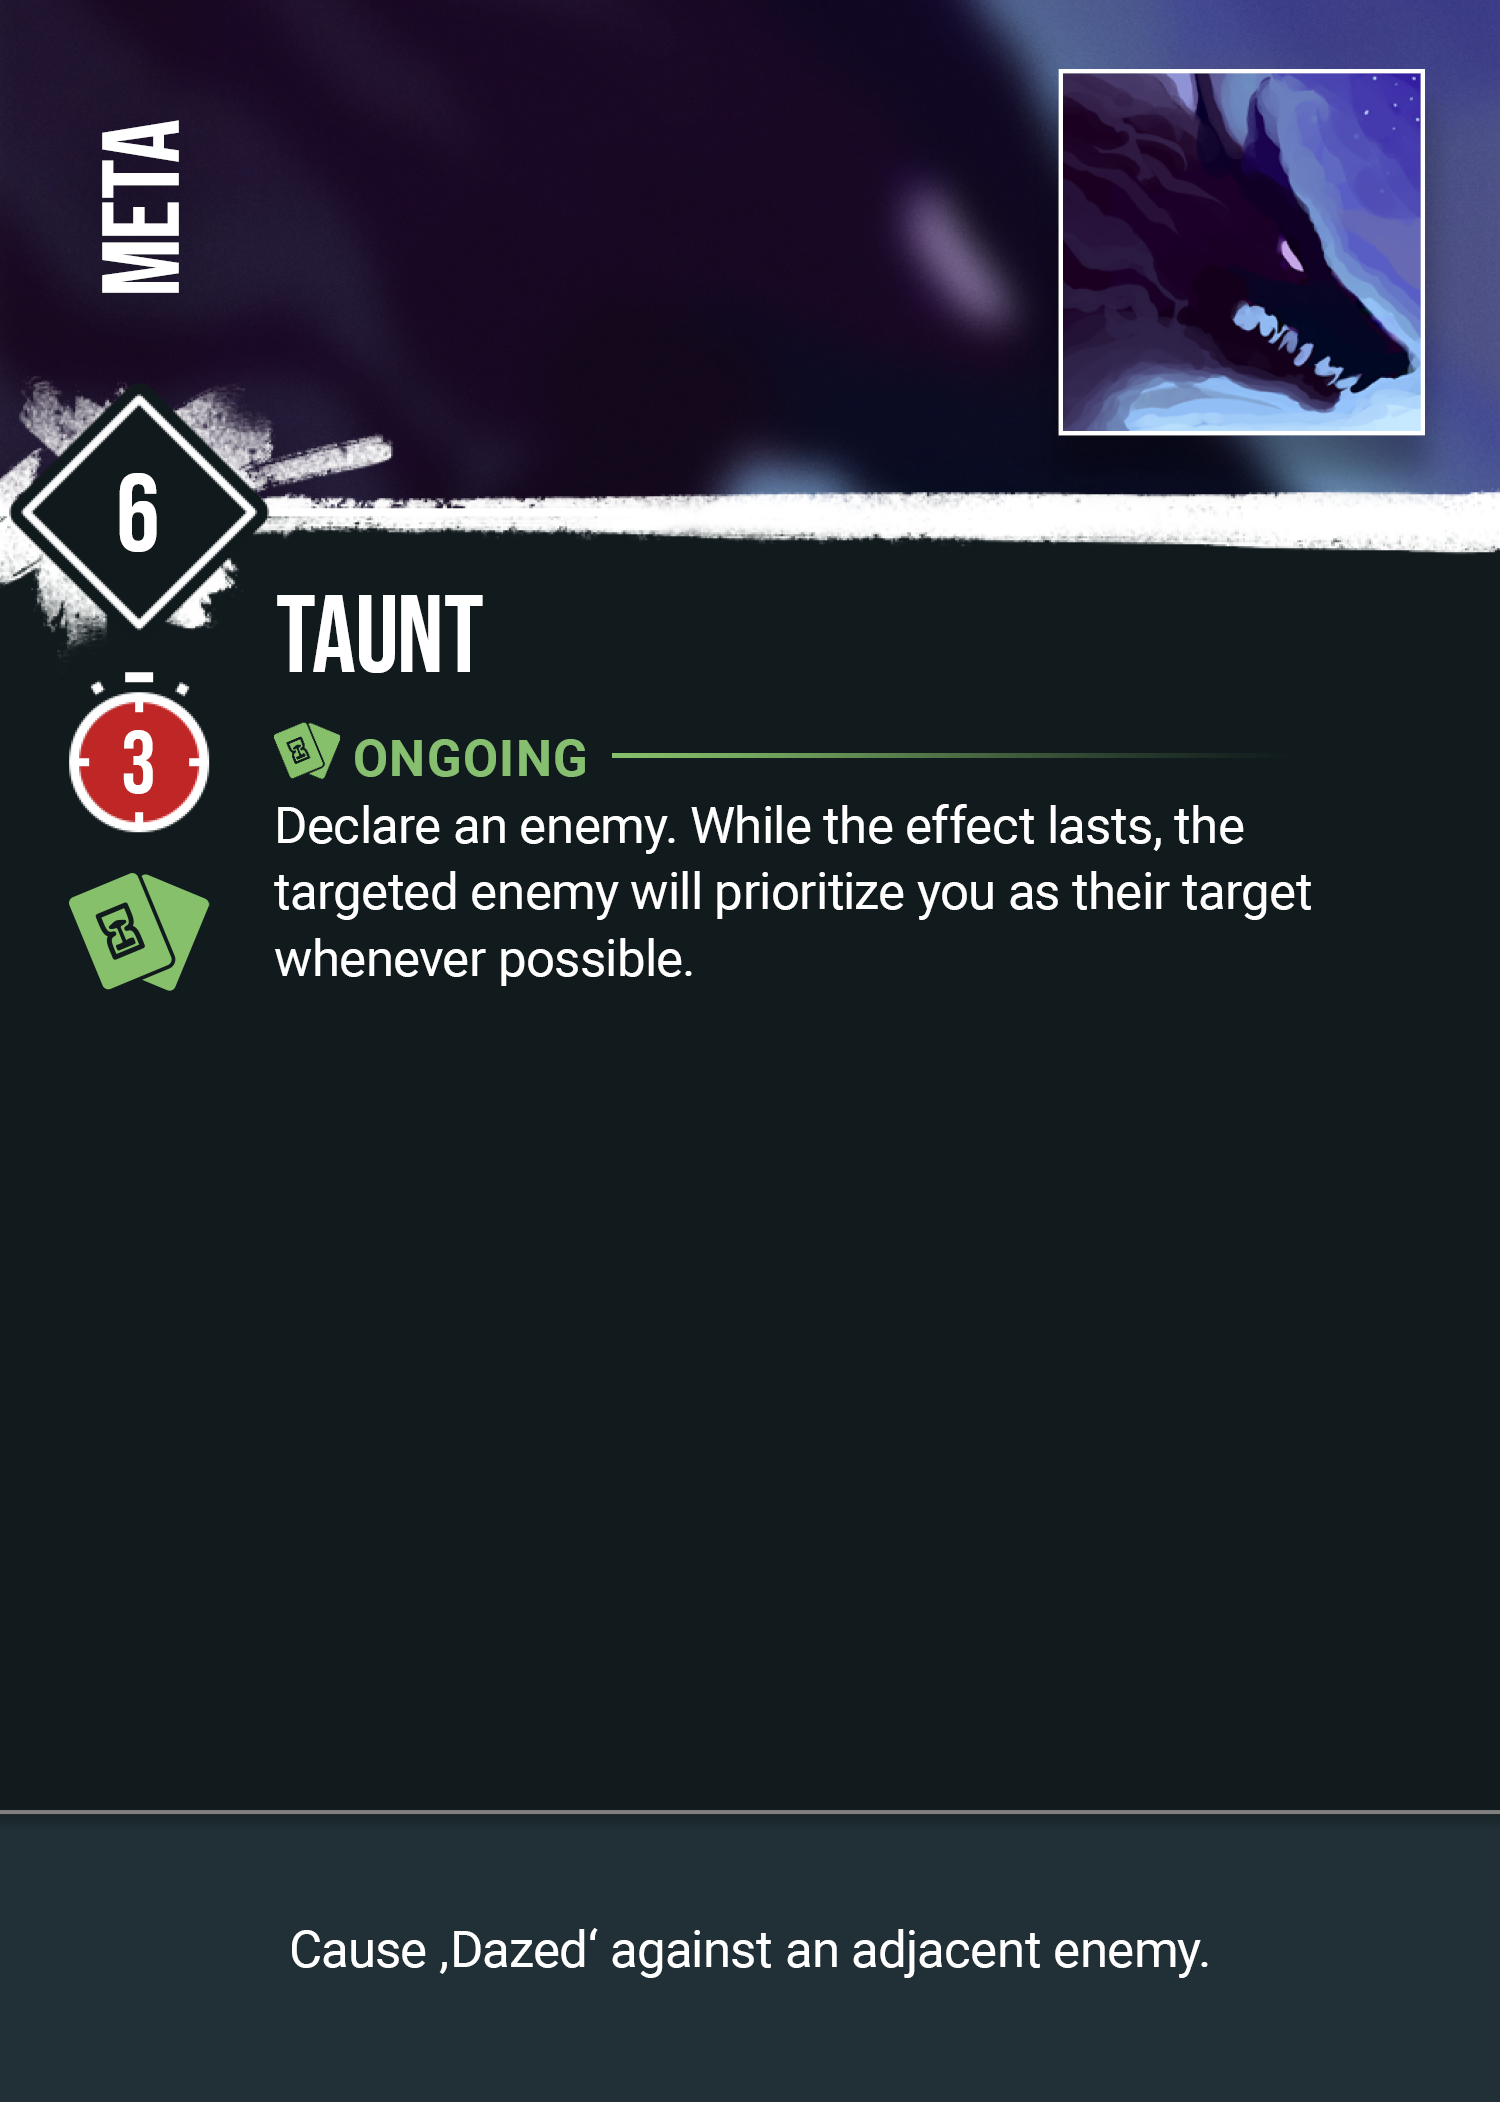 META
6
TAUNT
3
ONGOING
Declare an enemy. While the effect lasts, the
targeted enemy will prioritize you as their target
whenever possible.
Cause ‚Dazed‘ against an adjacent enemy.